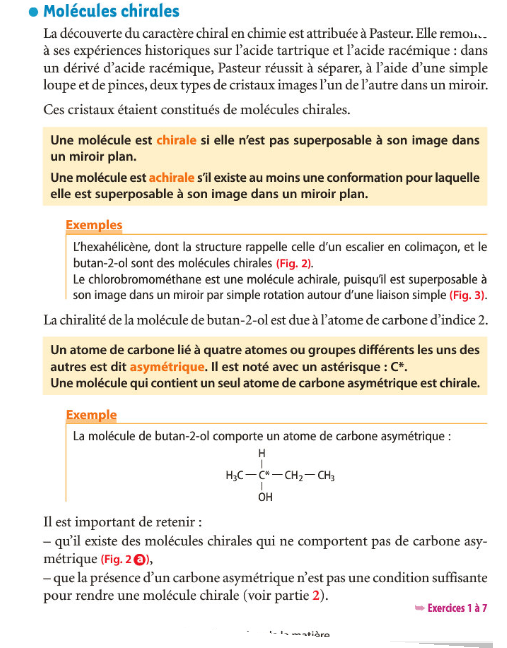 Molécules chirales
La découverte du caractère chiral en chimie est attribuée à Pasteur. Elle
à ses expériences historiques sur l'acide tartrique et l'acide racémique : dans
un dérivé d'acide racémique, Pasteur réussit à séparer, à l'aide d'une simple
loupe et de pinces, deux types de cristaux images l'un de l'autre dans un miroir.
Ces cristaux étaient constitués de molécules chirales.
Une molécule est chirale si elle n'est pas superposable à son image dans
un miroir plan.
Une molécule est achirale s'il existe au moins une conformation pour laquelle
elle est superposable à son image dans un miroir plan.
Exemples
L'hexahélicène, dont la structure rappelle celle d'un escalier en colimaçon, et le
butan-2-ol sont des molécules chirales (Fig. 2).
Le chlorobromométhane est une molécule achirale, puisqu'il est superposable à
son image dans un miroir par simple rotation autour d'une liaison simple (Fig. 3).
La chiralité de la molécule de butan-2-ol est due à l'atome de carbone d'indice 2.
Un atome de carbone lié à quatre atomes ou groupes différents les uns des
autres est dit asymétrique. Il est noté avec un astérisque : C*.
Une molécule qui contient un seul atome de carbone asymétrique est chirale.
Exemple
La molécule de butan-2-ol comporte un atome de carbone asymétrique :
H
H₃C — C* — CH₂ — CH₃
OH
Il est important de retenir :
– qu'il existe des molécules chirales qui ne comportent pas de carbone asy-
métrique (Fig. 2 a),
– que la présence d'un carbone asymétrique n'est pas une condition suffisante
pour rendre une molécule chirale (voir partie 2).
Exercices 1 à 7